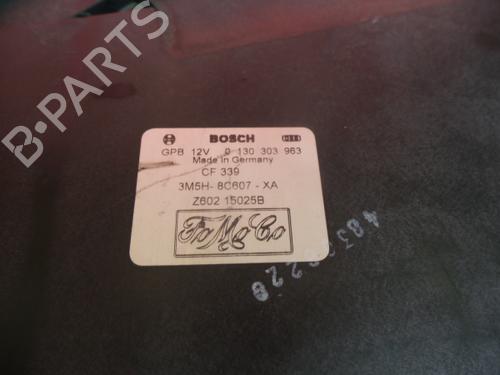 BOSCH
GPB 12V 0 130 303 963
Made in Germany
CF 339
3M5H- 8C607 - XA
Z602 15025B
FoMoCo
B-PARTS